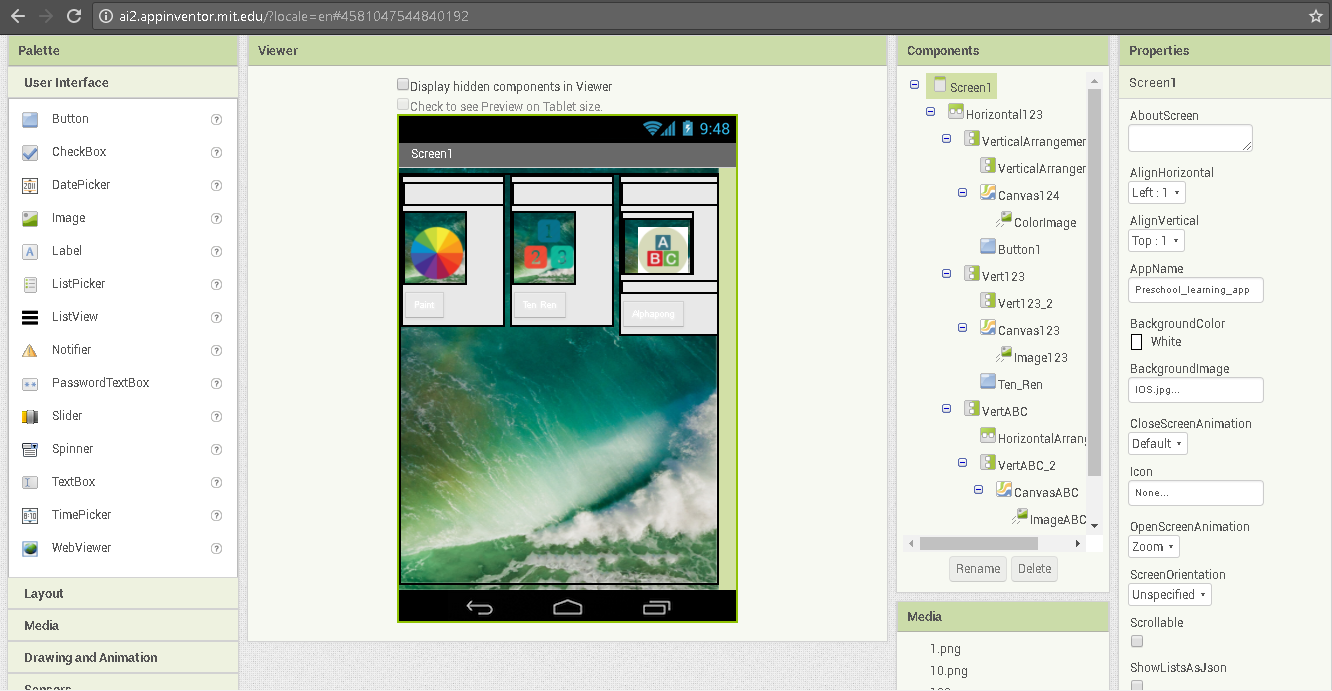 ai2.appinventor.mit.edu/?locale=en#4581047544840192
Palette
User Interface
Button
CheckBox
DatePicker
Image
Label
ListPicker
ListView
Notifier
PasswordTextBox
Slider
Spinner
TextBox
TimePicker
WebViewer
Layout
Media
Drawing and Animation
Sensors
Viewer
Display hidden components in Viewer
Check to see Preview on Tablet size.
9:48
Screen1
1
2 3
A
B C
Paint
Ten Ren
Alphapong
Components
Screen1
Horizontal123
VerticalArrangemer
VerticalArranger
Canvas124
ColorImage
Button1
Vert123
Vert123_2
Canvas123
Image123
Ten_Ren
VertABC
HorizontalArrang
VertABC_2
CanvasABC
ImageABC
Rename Delete
Media
1.png
10.png
Properties
Screen1
AboutScreen
AlignHorizontal
Left : 1
AlignVertical
Top : 1
AppName
Preschool_learning_app
BackgroundColor
White
BackgroundImage
IOS.jpg...
CloseScreenAnimation
Default
Icon
None...
OpenScreenAnimation
Zoom
ScreenOrientation
Unspecified
Scrollable
ShowListsAsJson